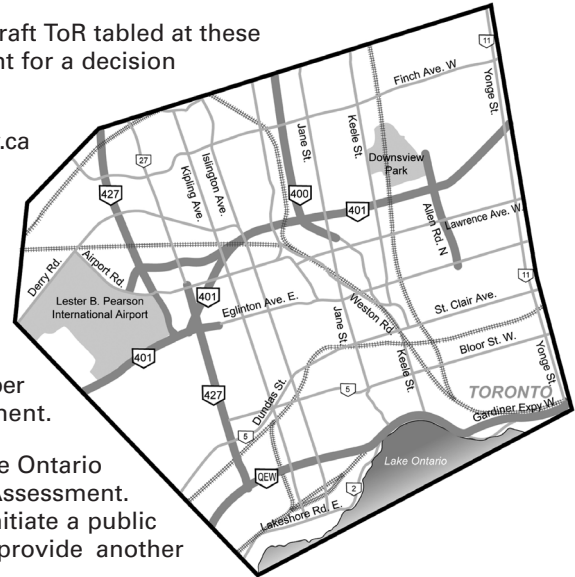 raft ToR tabled at these
nt for a decision
.ca
per
ment.
e Ontario
Assessment.
nitiate a public
provide another
11
Finch Ave. W
Yonge St.
Jane St.
Keele St.
Downsview
Park
27
Islington Ave.
Kipling Ave.
427
400
401
Allen Rd. N
Lawrence Ave. W.
Derry Rd.
Airport Rd.
Lester B. Pearson
International Airport
401
Eglinton Ave. E.
Weston Rd.
St. Clair Ave.
11
Jane St.
Keele St.
Bloor St. W.
Yonge St.
401
427
Dundas St.
5
TORONTO
Gardiner Expy W.
5
Lake Ontario
QEW
2
Lakeshore Rd. E.